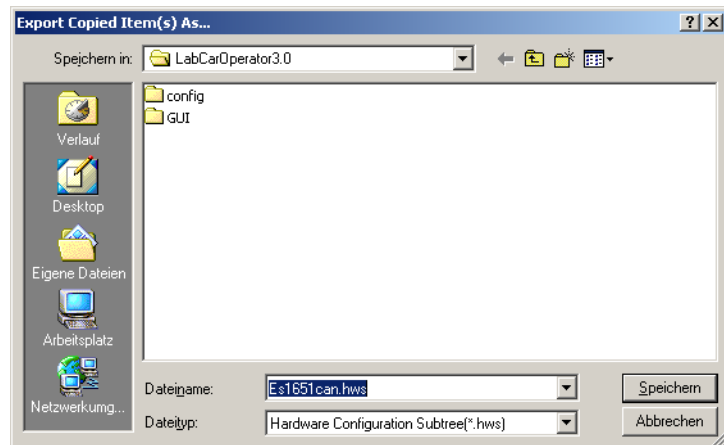 Export Copied Item(s) As...
Speichern in:
LabCarOperator3.0
config
GUI
Verlauf
Desktop
Eigene Dateien
Arbeitsplatz
Netzwerkumg...
Dateiname:
Es1651can.hws
Speichern
Dateityp:
Hardware Configuration Subtree(*.hws)
Abbrechen